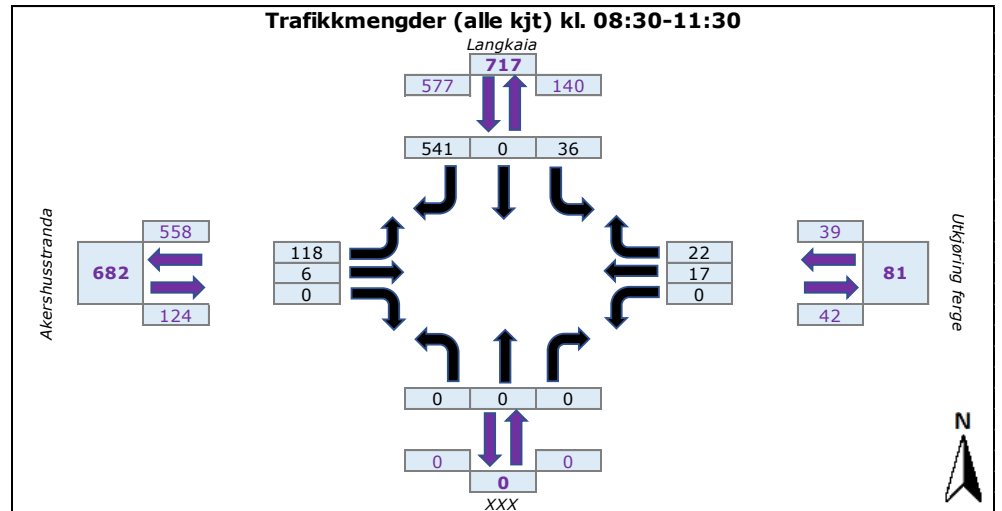 Trafikkmengder (alle kjt) kl. 08:30-11:30
Langkaia
717
577 140
541 0 36
Akershusstranda
558
682
124
118
6
0
22
17
0
39
81
42
Utkjøring ferge
0 0 0
0 0
0
XXX
N